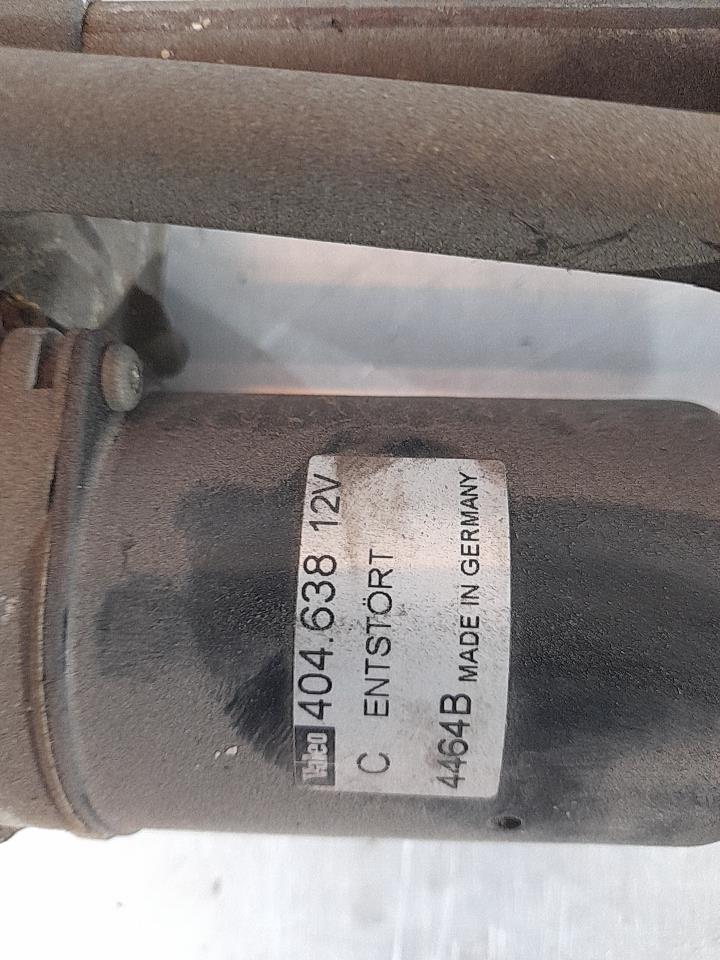 Valeo 404.638 12V
C ENTSTÖRT
4464B MADE IN GERMANY